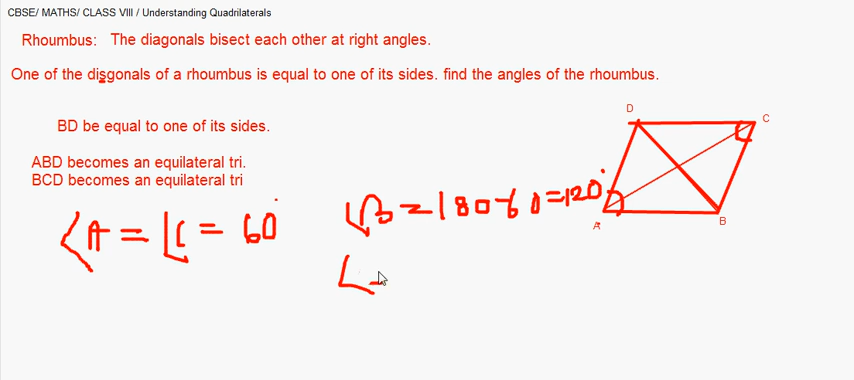 CBSE/ MATHS/ CLASS VIII / Understanding Quadrilaterals
Rhoumbus: The diagonals bisect each other at right angles.
One of the disgonals of a rhoumbus is equal to one of its sides. find the angles of the rhoumbus.
BD be equal to one of its sides.
ABD becomes an equilateral tri.
BCD becomes an equilateral tri
∠A = ∠C = 60°
∠B = 180-60=120°
∠
D
C
A
B